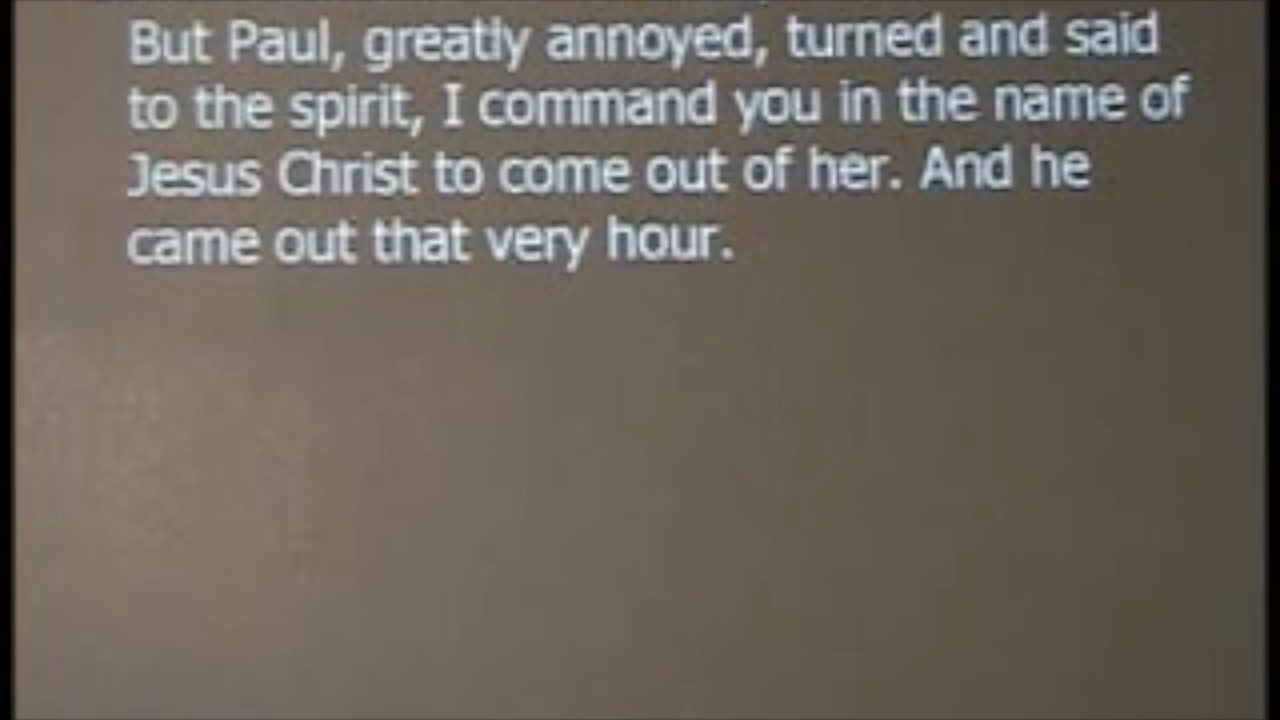 But Paul, greatly annoyed, turned and said
to the spirit, I command you in the name of
Jesus Christ to come out of her. And he
came out that very hour.